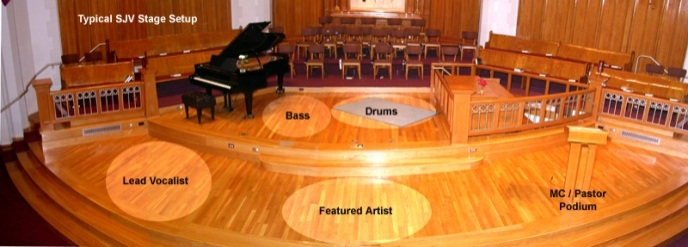 Typical SJV Stage Setup
Bass
Drums
Lead Vocalist
Featured Artist
MC / Pastor
Podium